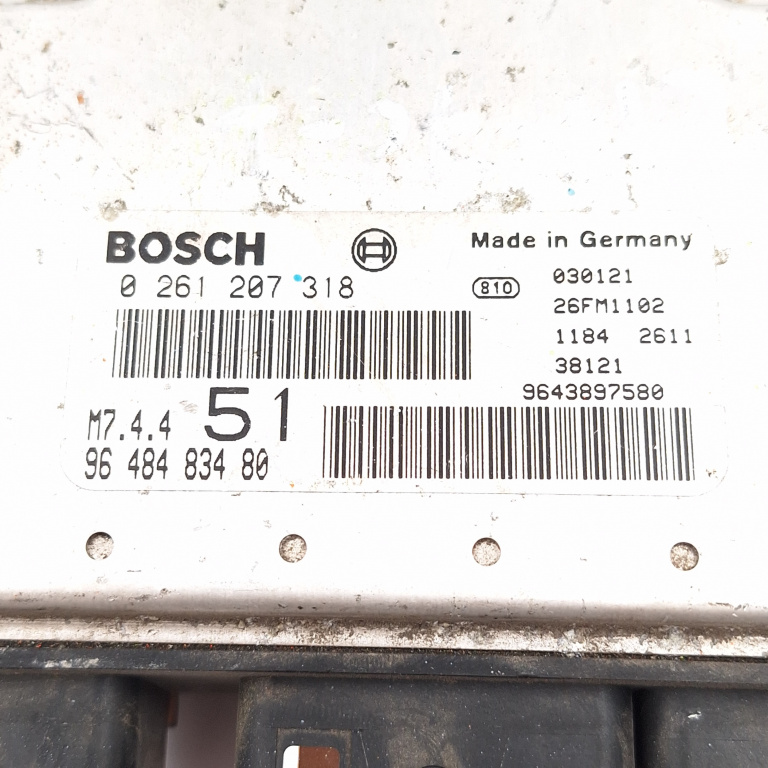 BOSCH
Made in Germany
0 261 207 318
810
030121
26FM1102
1184 2611
38121
9643897580
M7.4.4
51
96 484 834 80